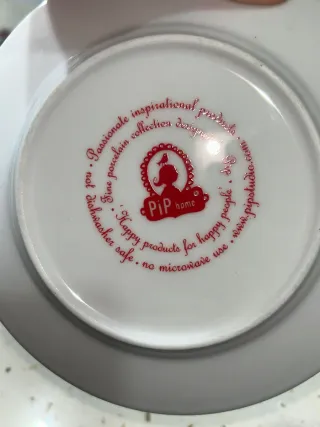 Passionate inspirational products · www.pipstudio.com · no microwave use · not dishwasher safe ·
Fine porcelain collection designed Pip · 'Happy products for happy people'
PiP home